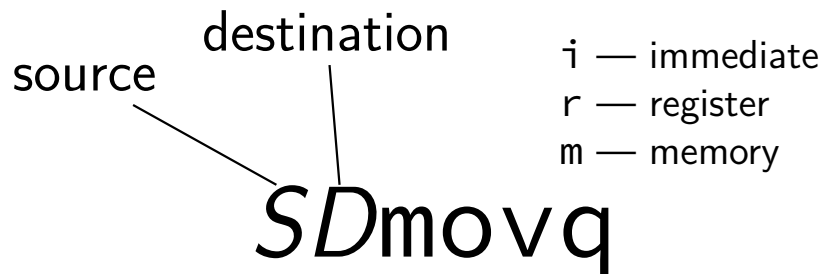 destination
source
i — immediate
r — register
m — memory
SDmovq